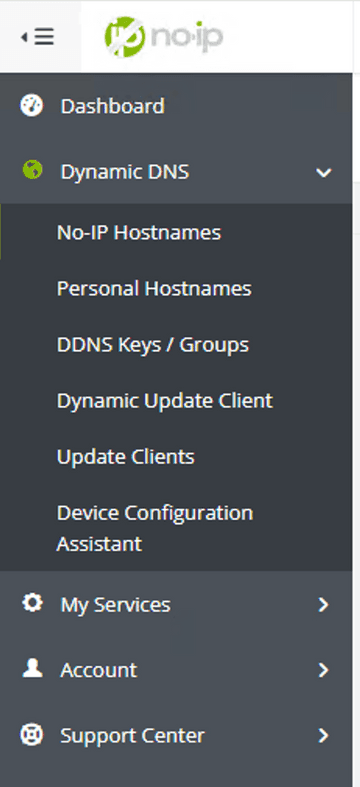 no-ip
Dashboard
Dynamic DNS
No-IP Hostnames
Personal Hostnames
DDNS Keys / Groups
Dynamic Update Client
Update Clients
Device Configuration
Assistant
My Services
Account
Support Center